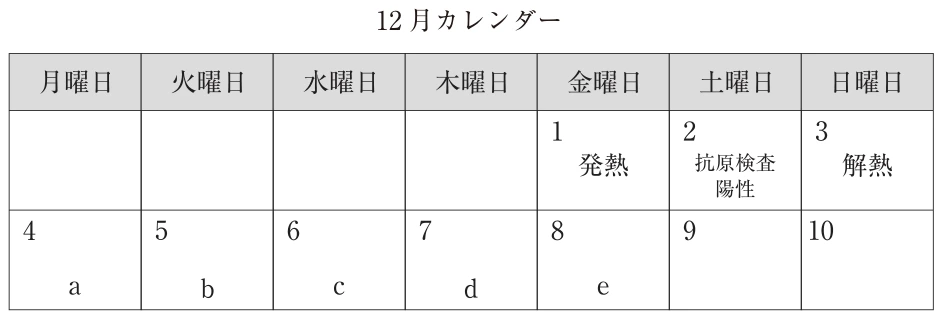 12月カレンダー
月曜日 火曜日 水曜日 木曜日 金曜日 土曜日 日曜日
1 2 3
発熱 抗原検査 解熱
陽性
4 5 6 7 8 9 10
a b c d e